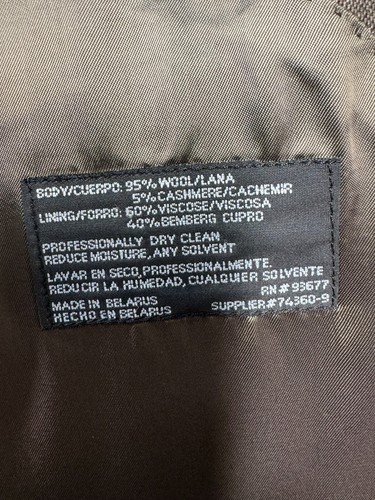 BODY/CUERPO: 95% WOOL/LANA
5% CASHMERE/CACHEMIR
LINING/FORRO: 60% VISCOSE/VISCOSA
40% BEMBERG CUPRO
PROFESSIONALLY DRY CLEAN
REDUCE MOISTURE, ANY SOLVENT
LAVAR EN SECO, PROFESSIONALMENTE.
REDUCIR LA HUMEDAD, CUALQUIER SOLVENTE
RN# 93677
MADE IN BELARUS SUPPLIER#74360-9
HECHO EN BELARUS